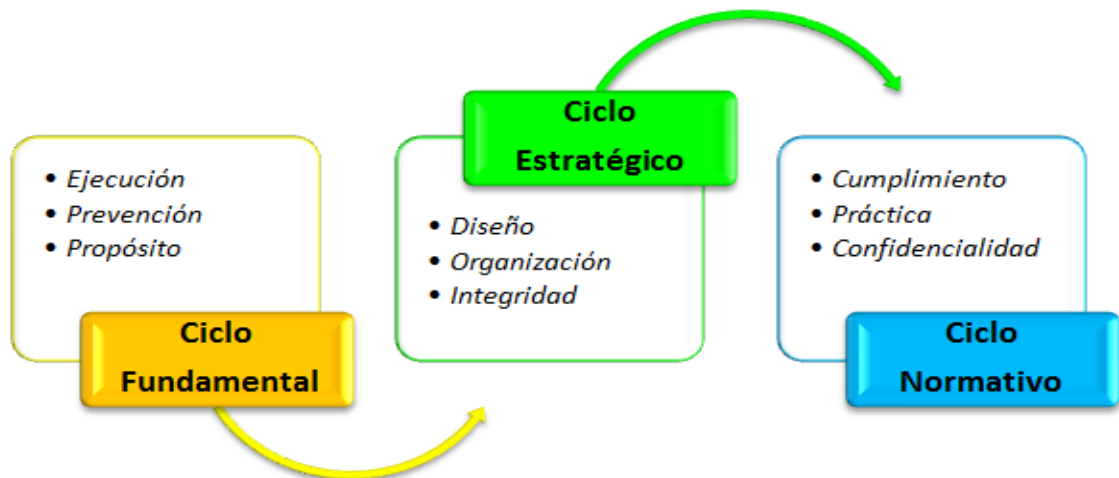 • Ejecución
• Prevención
• Propósito
Ciclo
Fundamental
Ciclo
Estratégico
• Diseño
• Organización
• Integridad
• Cumplimiento
• Práctica
• Confidencialidad
Ciclo
Normativo